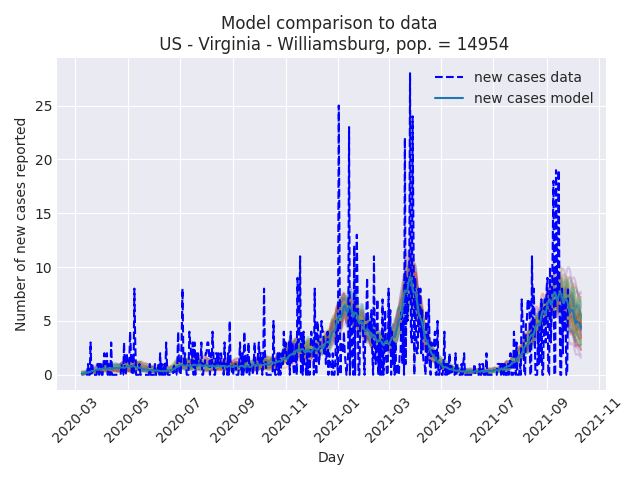 Model comparison to data
US - Virginia - Williamsburg, pop. = 14954
new cases data
new cases model
Number of new cases reported
25
20
15
10
5
0
2020-03
2020-05
2020-07
2020-09
2020-11
2021-01
2021-03
2021-05
2021-07
2021-09
2021-11
Day